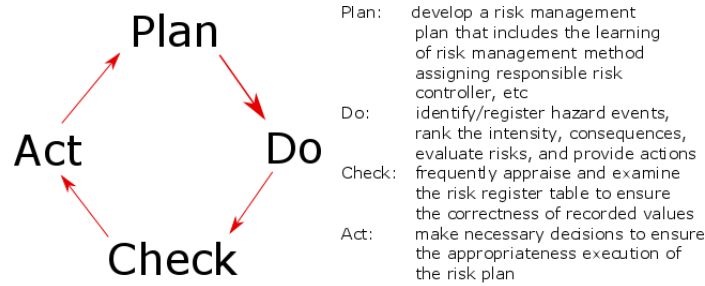 Plan
Do
Check
Act
Plan: develop a risk management
plan that includes the learning
of risk management method
assigning responsible risk
controller, etc
Do: identify/register hazard events,
rank the intensity, consequences,
evaluate risks, and provide actions
Check: frequently appraise and examine
the risk register table to ensure
the correctness of recorded values
Act: make necessary decisions to ensure
the appropriateness execution of
the risk plan